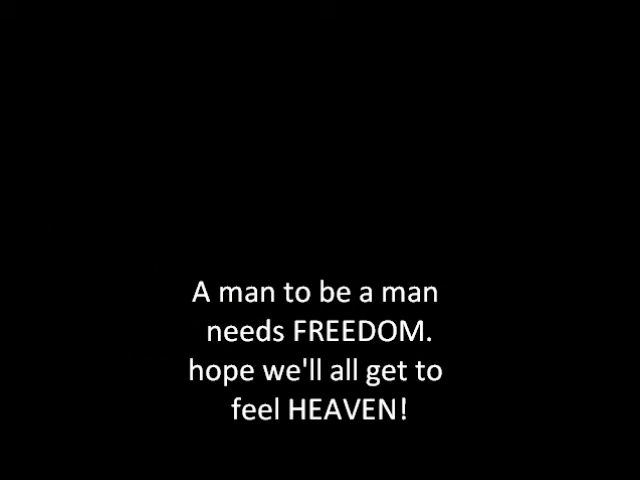 A man to be a man
needs FREEDOM.
hope we'll all get to
feel HEAVEN!